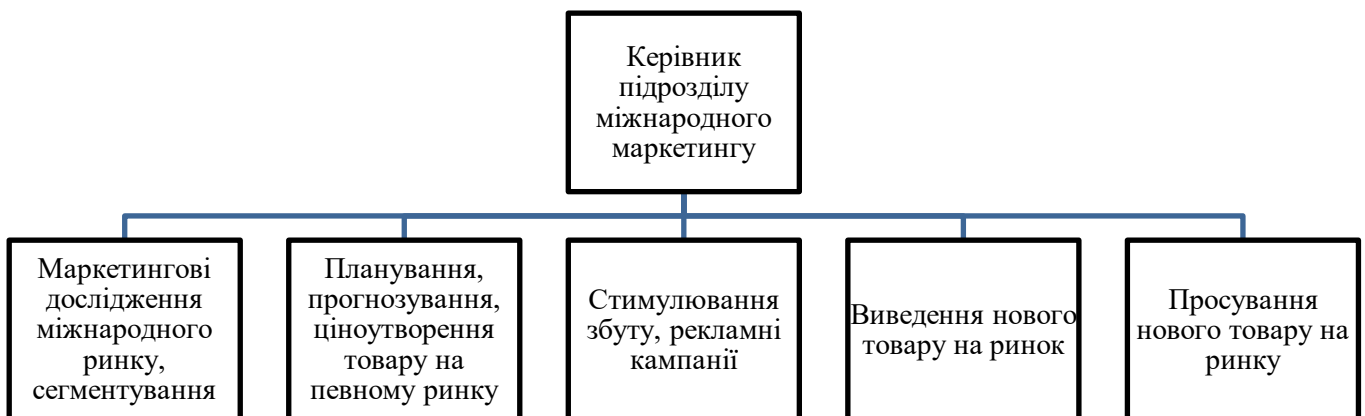 Керівник
підрозділу
міжнародного
маркетингу
Маркетингові
дослідження
міжнародного
ринку,
сегментування
Планування,
прогнозування,
ціноутворення
товару на
певному ринку
Стимулювання
збуту, рекламні
кампанії
Виведення нового
товару на ринок
Просування
нового товару на
ринку